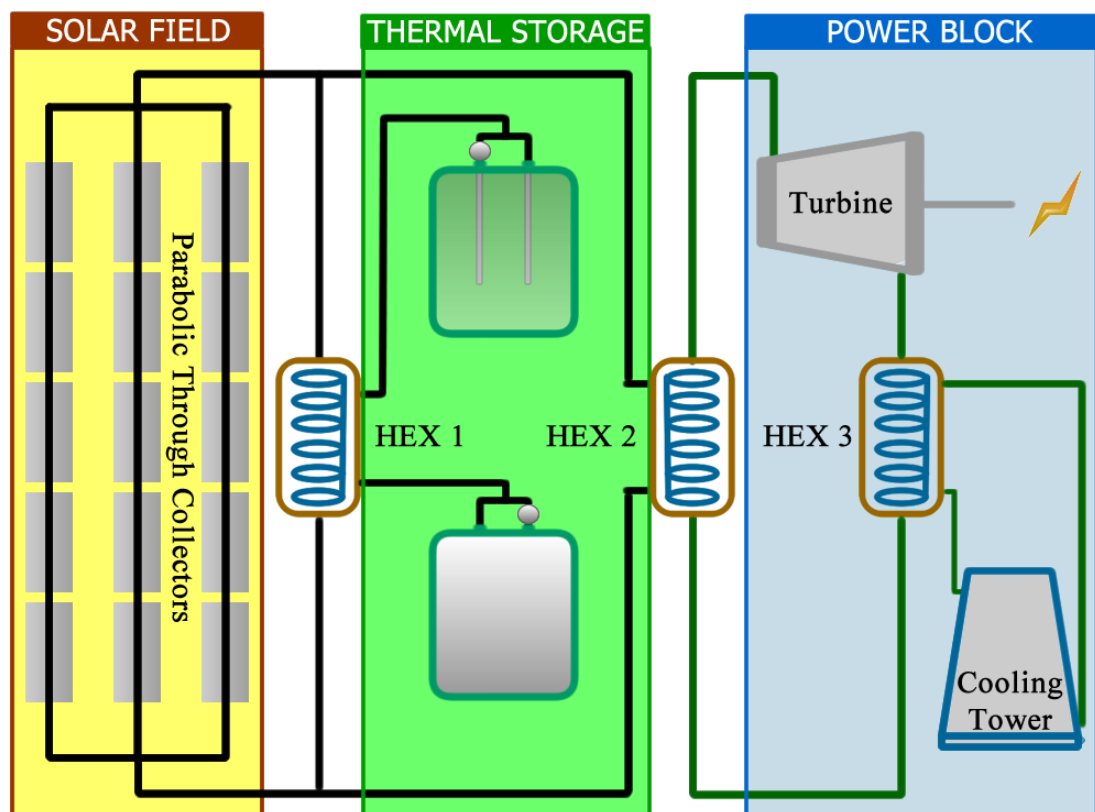 SOLAR FIELD
THERMAL STORAGE
POWER BLOCK
Parabolic Through Collectors
Turbine
HEX 1
HEX 2
HEX 3
Cooling
Tower